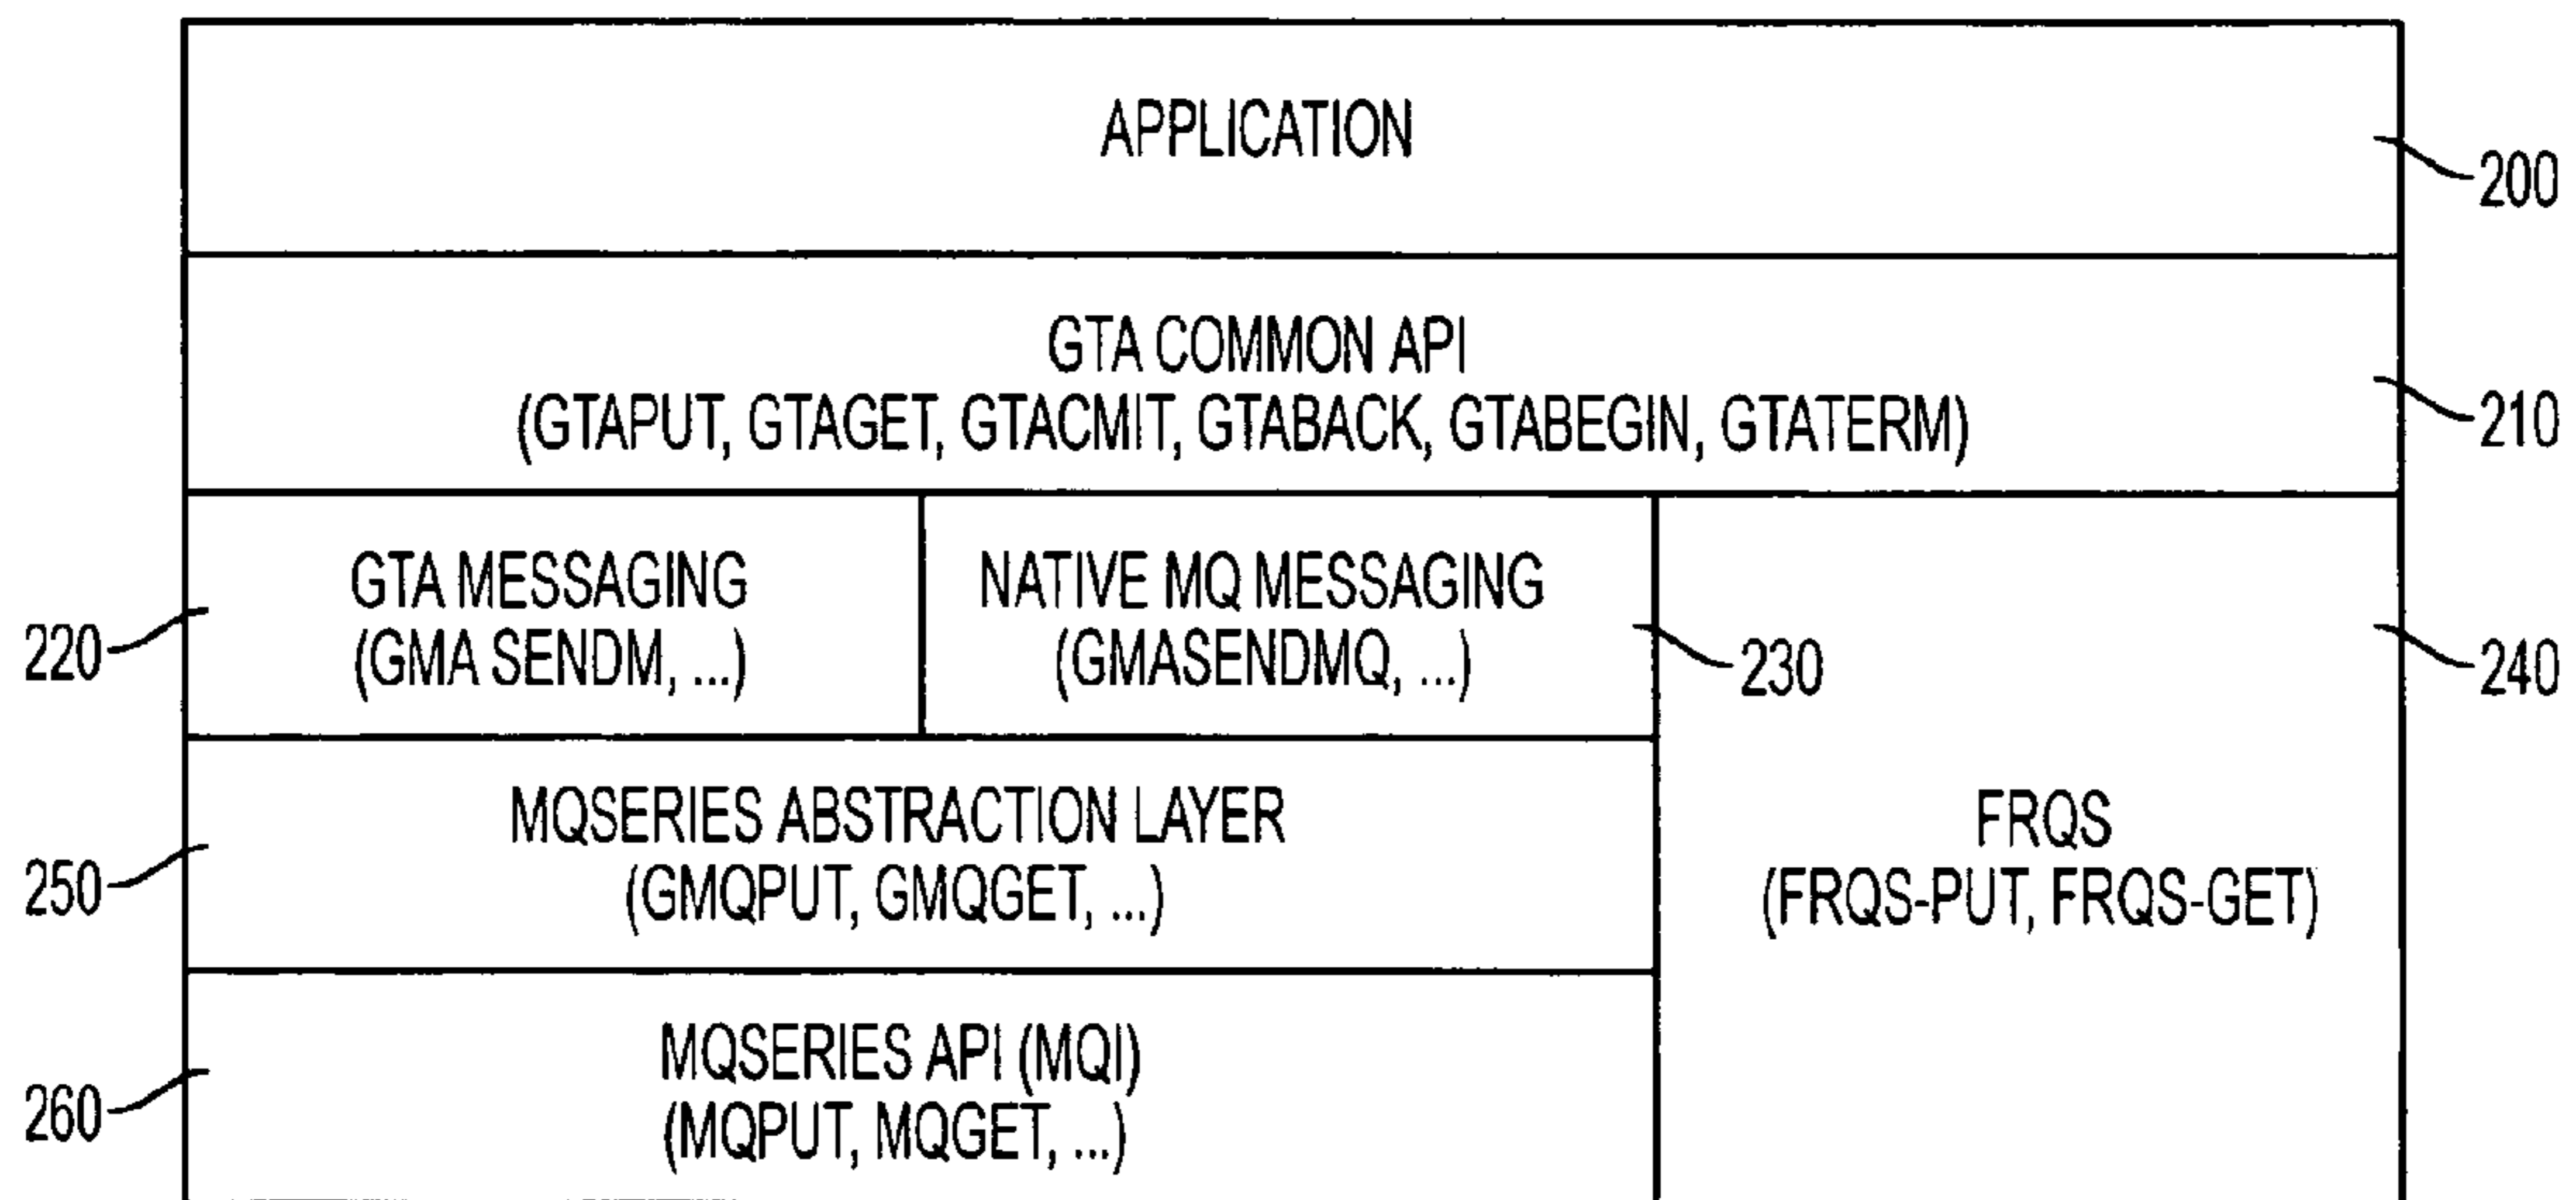 APPLICATION
200
GTA COMMON API
(GTAPUT, GTAGET, GTACMIT, GTABACK, GTABEGIN, GTATERM)
210
GTA MESSAGING
(GMA SENDM, ...)
220
NATIVE MQ MESSAGING
(GMASENDMQ, ...)
230
240
MQSERIES ABSTRACTION LAYER
(GMQPUT, GMQGET, ...)
250
FRQS
(FRQS-PUT, FRQS-GET)
MQSERIES API (MQI)
(MQPUT, MQGET, ...)
260